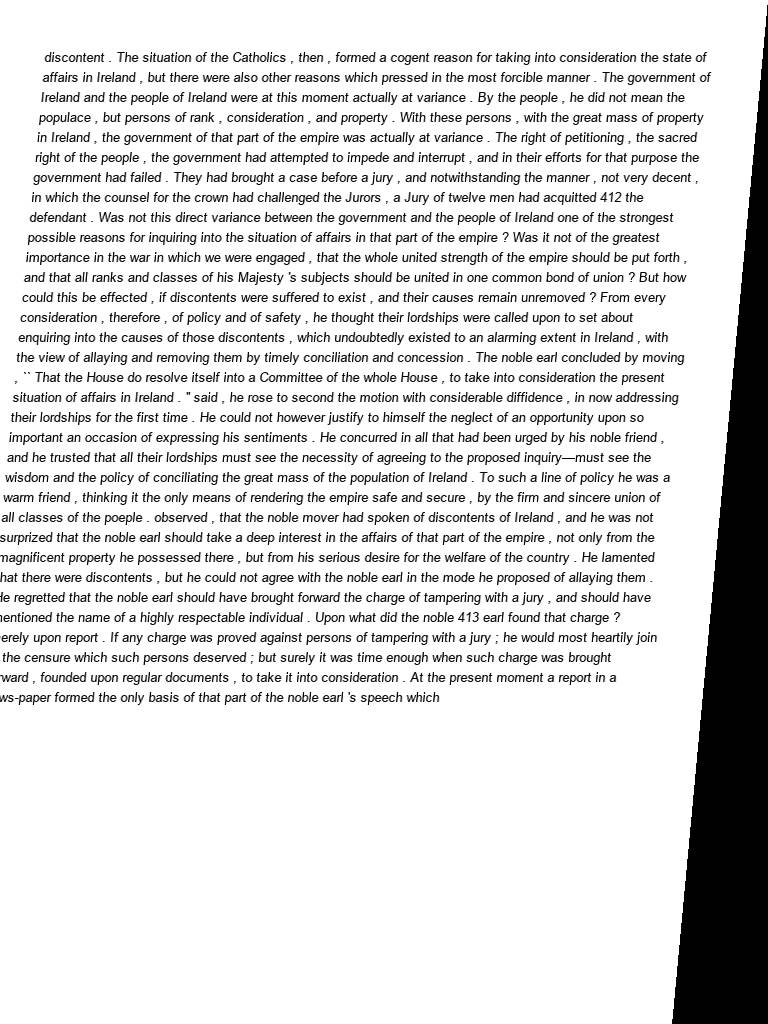 discontent . The situation of the Catholics , then , formed a cogent reason for taking into consideration the state of
affairs in Ireland , but there were also other reasons which pressed in the most forcible manner . The government of
Ireland and the people of Ireland were at this moment actually at variance . By the people , he did not mean the
populace , but persons of rank , consideration , and property . With these persons , with the great mass of property
in Ireland , the government of that part of the empire was actually at variance . The right of petitioning , the sacred
right of the people , the government had attempted to impede and interrupt , and in their efforts for that purpose the
government had failed . They had brought a case before a jury , and notwithstanding the manner , not very decent ,
in which the counsel for the crown had challenged the Jurors , a Jury of twelve men had acquitted 412 the
defendant . Was not this direct variance between the government and the people of Ireland one of the strongest
possible reasons for inquiring into the situation of affairs in that part of the empire ? Was it not of the greatest
importance in the war in which we were engaged , that the whole united strength of the empire should be put forth ,
and that all ranks and classes of his Majesty 's subjects should be united in one common bond of union ? But how
could this be effected , if discontents were suffered to exist , and their causes remain unremoved ? From every
consideration , therefore , of policy and of safety , he thought their lordships were called upon to set about
enquiring into the causes of those discontents , which undoubtedly existed to an alarming extent in Ireland , with
the view of allaying and removing them by timely conciliation and concession . The noble earl concluded by moving
, `` That the House do resolve itself into a Committee of the whole House , to take into consideration the present
situation of affairs in Ireland . " said , he rose to second the motion with considerable diffidence , in now addressing
their lordships for the first time . He could not however justify to himself the neglect of an opportunity upon so
important an occasion of expressing his sentiments . He concurred in all that had been urged by his noble friend ,
and he trusted that all their lordships must see the necessity of agreeing to the proposed inquiry—must see the
wisdom and the policy of conciliating the great mass of the population of Ireland . To such a line of policy he was a
warm friend , thinking it the only means of rendering the empire safe and secure , by the firm and sincere union of
all classes of the poeple . observed , that the noble mover had spoken of discontents of Ireland , and he was not
surprized that the noble earl should take a deep interest in the affairs of that part of the empire , not only from the
magnificent property he possessed there , but from his serious desire for the welfare of the country . He lamented
that there were discontents , but he could not agree with the noble earl in the mode he proposed of allaying them .
He regretted that the noble earl should have brought forward the charge of tampering with a jury , and should have
mentioned the name of a highly respectable individual . Upon what did the noble 413 earl found that charge ?
merely upon report . If any charge was proved against persons of tampering with a jury ; he would most heartily join
the censure which such persons deserved ; but surely it was time enough when such charge was brought
, founded upon regular documents , to take it into consideration . At the present moment a report in a
formed the only basis of that part of the noble earl 's speech which